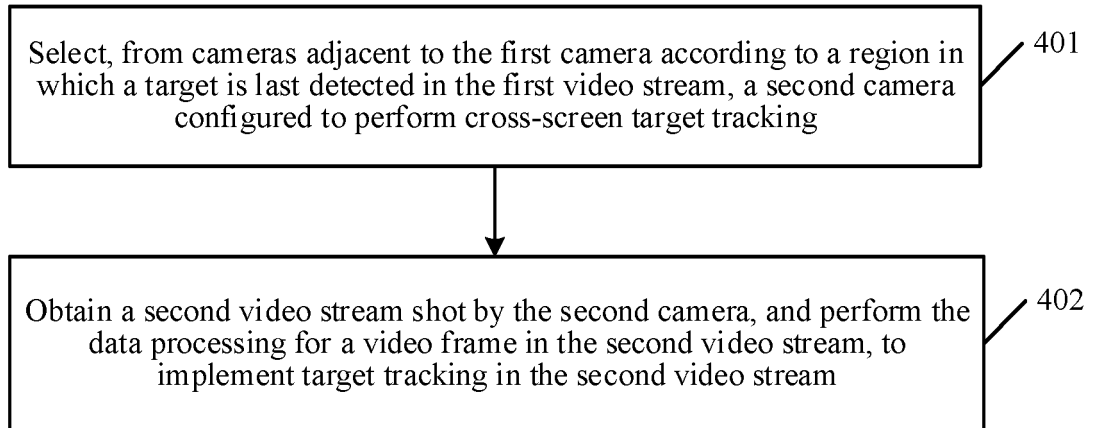 Select, from cameras adjacent to the first camera according to a region in
which a target is last detected in the first video stream, a second camera
configured to perform cross-screen target tracking
401
Obtain a second video stream shot by the second camera, and perform the
data processing for a video frame in the second video stream, to
implement target tracking in the second video stream
402